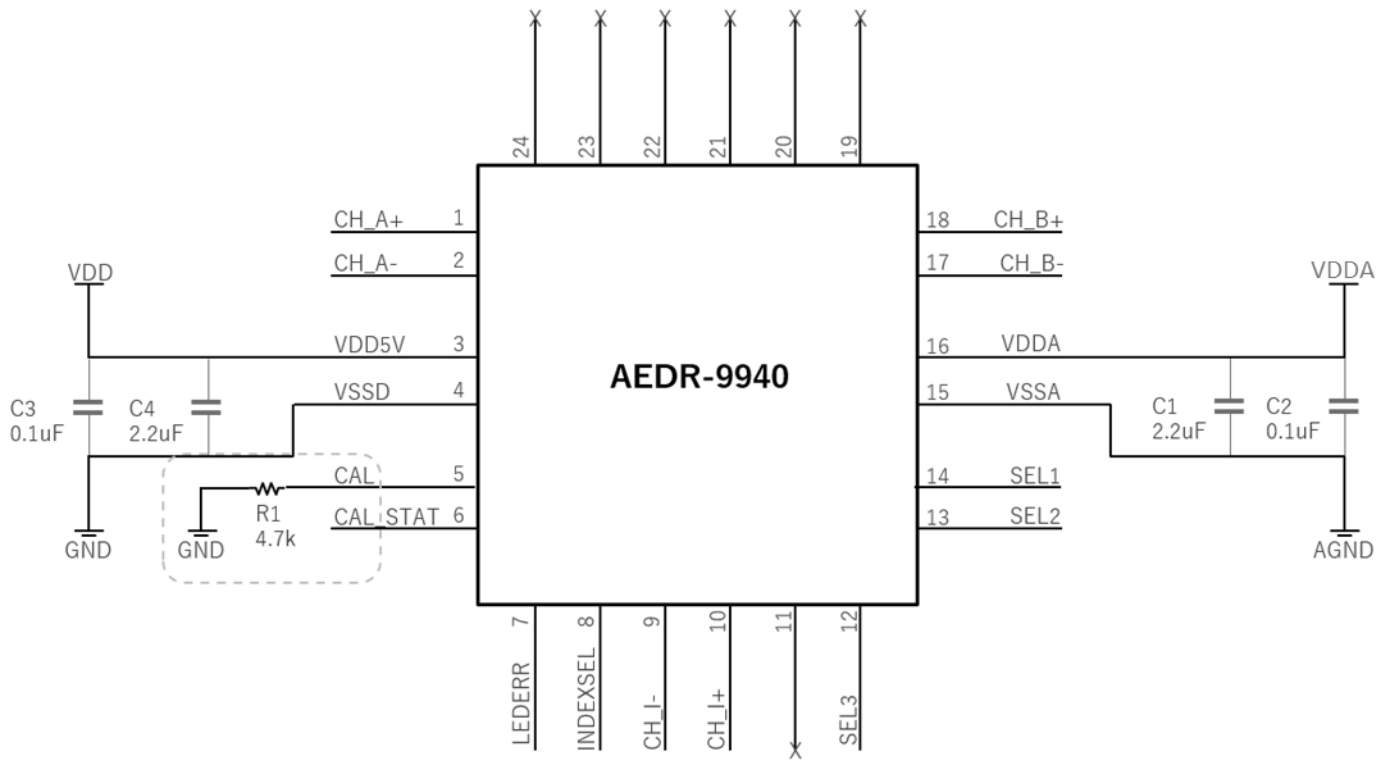 X X X X X
24 23 22 21 20 19
CH_A+ 1
CH_A- 2
VDD
VDD5V 3
VSSD 4
C3
0.1uF
C4
2.2uF
CAL 5
R1
4.7k
CAL_STAT 6
GND
GND
AEDR-9940
18 CH_B+
17 CH_B-
VDDA
16 VDDA
15 VSSA
C1
2.2uF
C2
0.1uF
14 SEL1
13 SEL2
AGND
7 8 9 10 11 12
LEDERR
INDEXSEL
CH_I-
CH_I+
X
SEL3